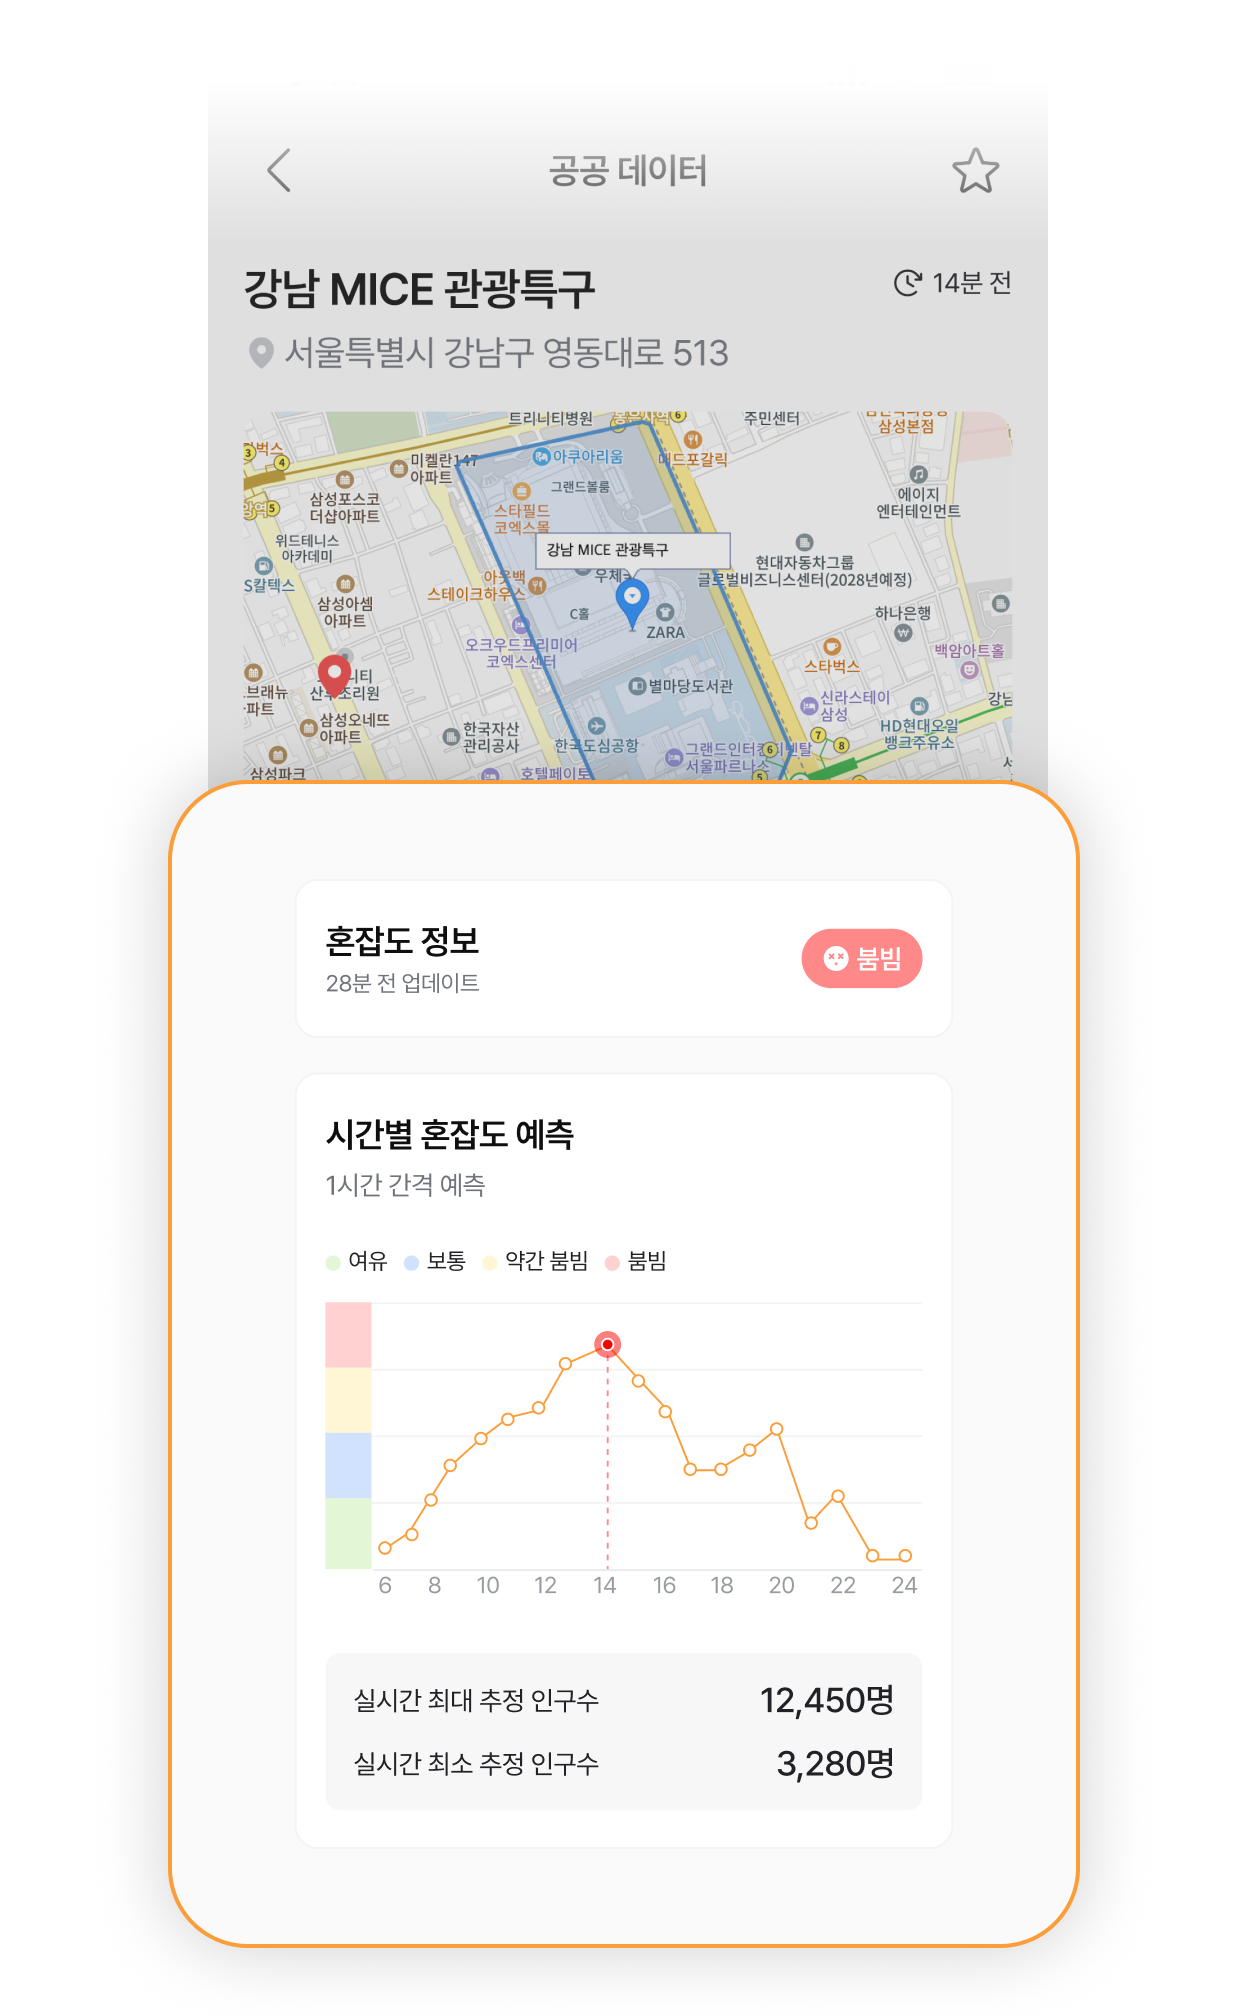 공공 데이터
강남 MICE 관광특구
14분 전
서울특별시 강남구 영동대로 513
트리니티병원
6
주민센터
삼성본점
3
4
미켈란147
아파트
아쿠아리움
매드포갈릭
그랜드볼룸
삼성포스코
더샵아파트
스타필드
코엑스몰
에이지
엔터테인먼트
5
위드테니스
아카데미
강남 MICE 관광특구
현대자동차그룹
글로벌비즈니스센터(2028년예정)
S칼텍스
아웃백
스테이크하우스
삼성아셈
아파트
C홀
ZARA
하나은행
오크우드프리미어
코엑스센터
스타벅스
백암아트홀
별마당도서관
신라스테이
삼성
삼성오네뜨
아파트
한국자산
관리공사
한국도심공항
HD현대오일
뱅크주유소
그랜드인터컨티넨탈
서울파르나스
6
7
8
5
삼성파크
호텔페이토
혼잡도 정보
28분 전 업데이트
붐빔
시간별 혼잡도 예측
1시간 간격 예측
여유 보통 약간 붐빔 붐빔
6 8 10 12 14 16 18 20 22 24
실시간 최대 추정 인구수 12,450명
실시간 최소 추정 인구수 3,280명